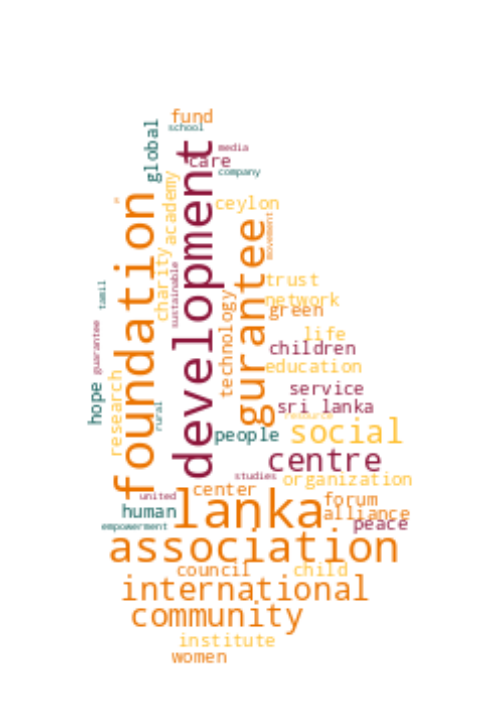 fund
school
global
media
care
company
development
academy
ceylon
foundation
movement
gurantee
charity
sustainable
trust
tamil
network
green
technology
guarantee
life
children
education
research
hope
service
rural
sri lanka
resource
people
social
centre
studies
organization
center
united
lanka
forum
human
alliance
peace
empowerment
association
council
child
international
community
institute
women